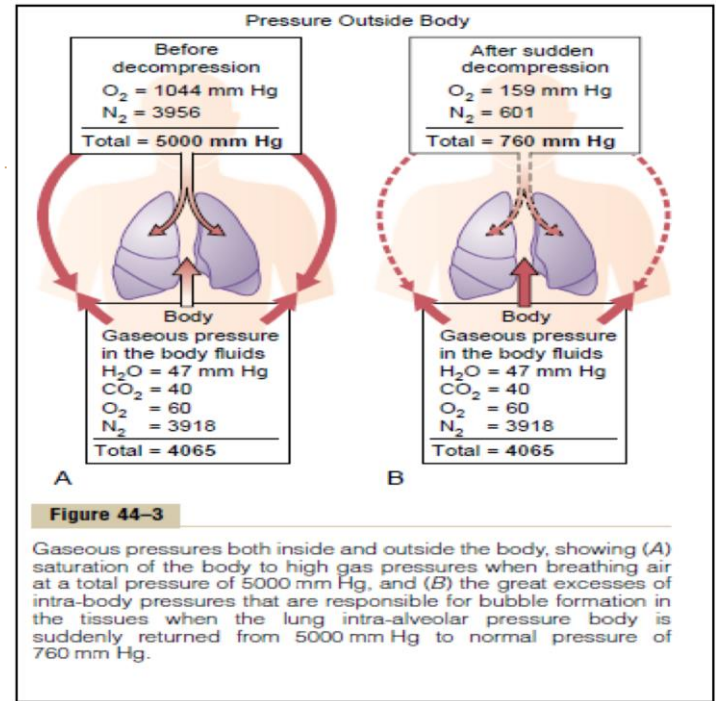 Pressure Outside Body
Before
decompression
O₂ = 1044 mm Hg
N₂ = 3956
Total = 5000 mm Hg
After sudden
decompression
O₂ = 159 mm Hg
N₂ = 601
Total = 760 mm Hg
Body
Gaseous pressure
in the body fluids
H₂O = 47 mm Hg
CO₂ = 40
O₂ = 60
N₂ = 3918
Total = 4065
A
Body
Gaseous pressure
in the body fluids
H₂O = 47 mm Hg
CO₂ = 40
O₂ = 60
N₂ = 3918
Total = 4065
B
Figure 44–3
Gaseous pressures both inside and outside the body, showing (A)
saturation of the body to high gas pressures when breathing air
at a total pressure of 5000 mm Hg, and (B) the great excesses of
intra-body pressures that are responsible for bubble formation in
the tissues when the lung intra-alveolar pressure body is
suddenly returned from 5000 mm Hg to normal pressure of
760 mm Hg.